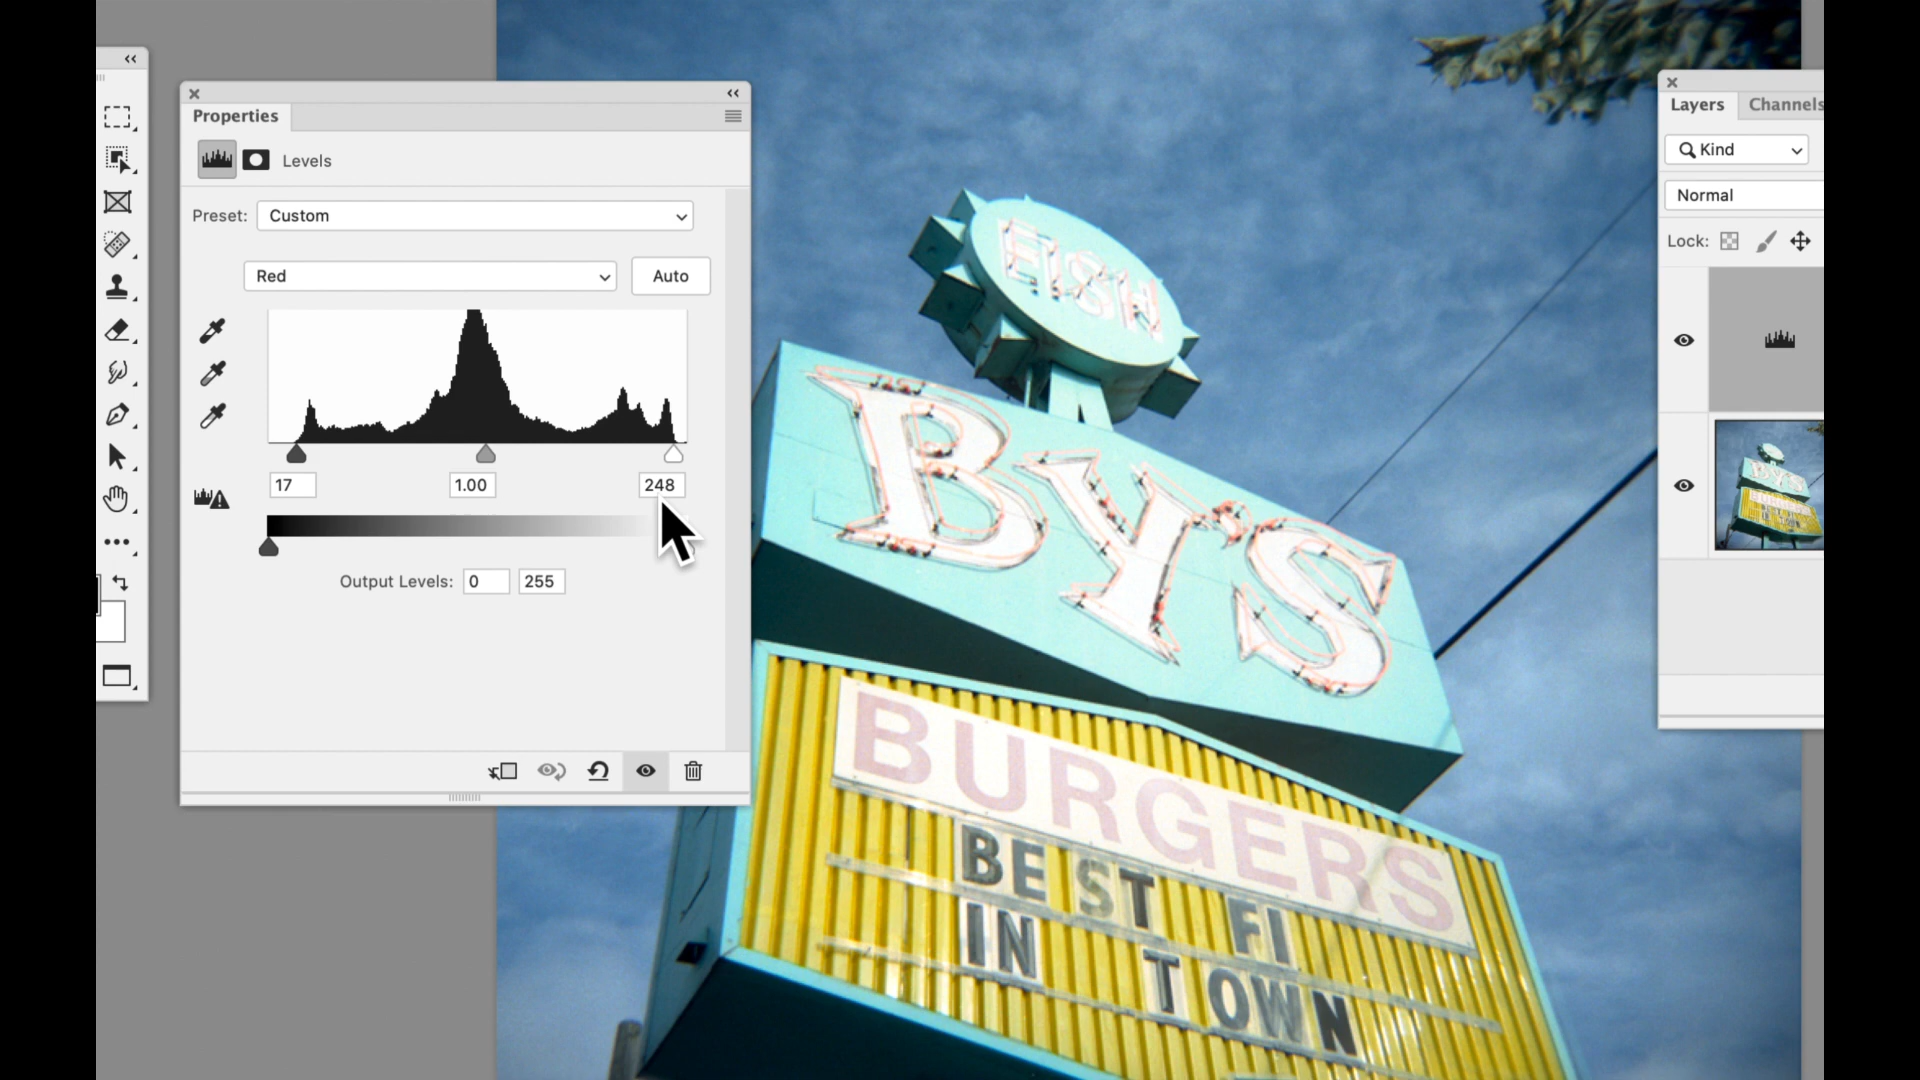 Properties
Levels
Preset: Custom
Red
Auto
17
1.00
248
Output Levels: 0 255
Layers Channels
Kind
Normal
Lock:
FISH
BY'S
BURGERS
BEST FI
IN TOWN